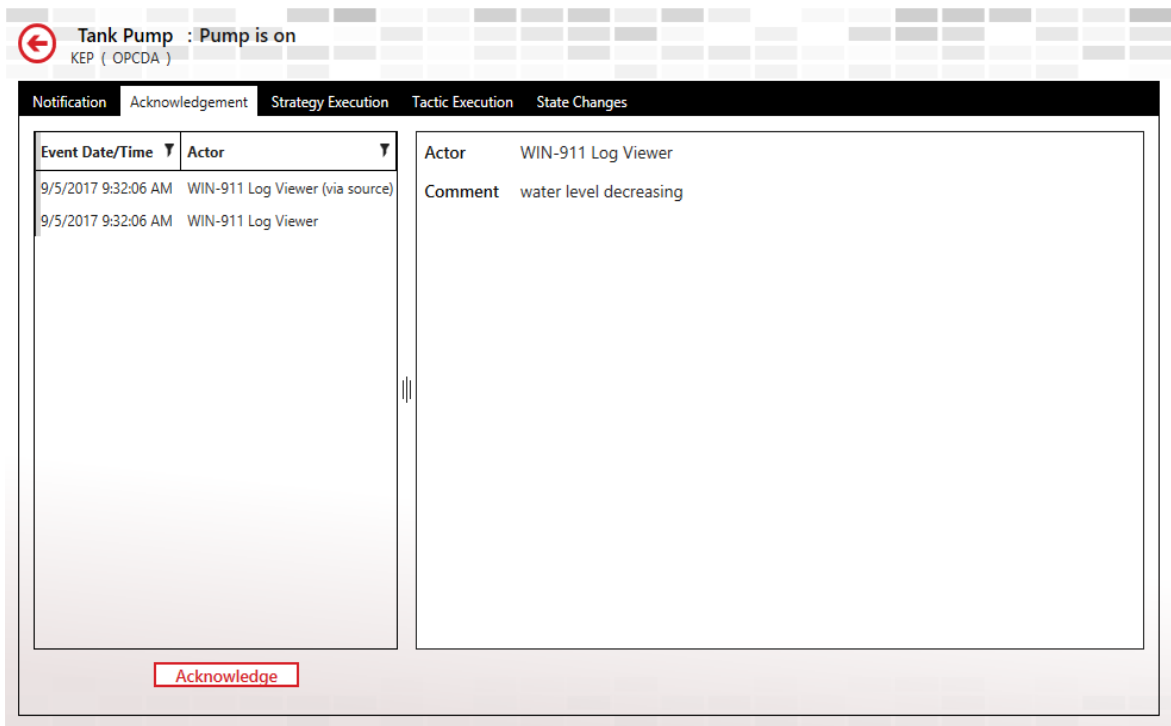 Tank Pump : Pump is on
KEP ( OPCDA )
Notification Acknowledgement Strategy Execution Tactic Execution State Changes
Event Date/Time Actor
9/5/2017 9:32:06 AM WIN-911 Log Viewer (via source)
9/5/2017 9:32:06 AM WIN-911 Log Viewer
Actor WIN-911 Log Viewer
Comment water level decreasing
Acknowledge